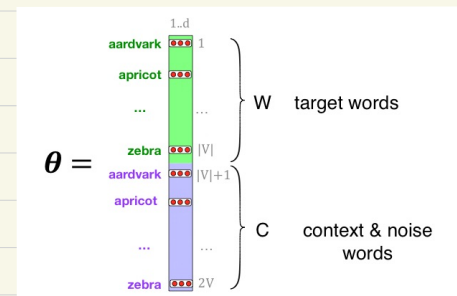 1..d
aardvark 1
apricot
... ...
zebra |V|
W target words
θ =
aardvark |V|+1
apricot
... ...
zebra 2V
C context & noise
words